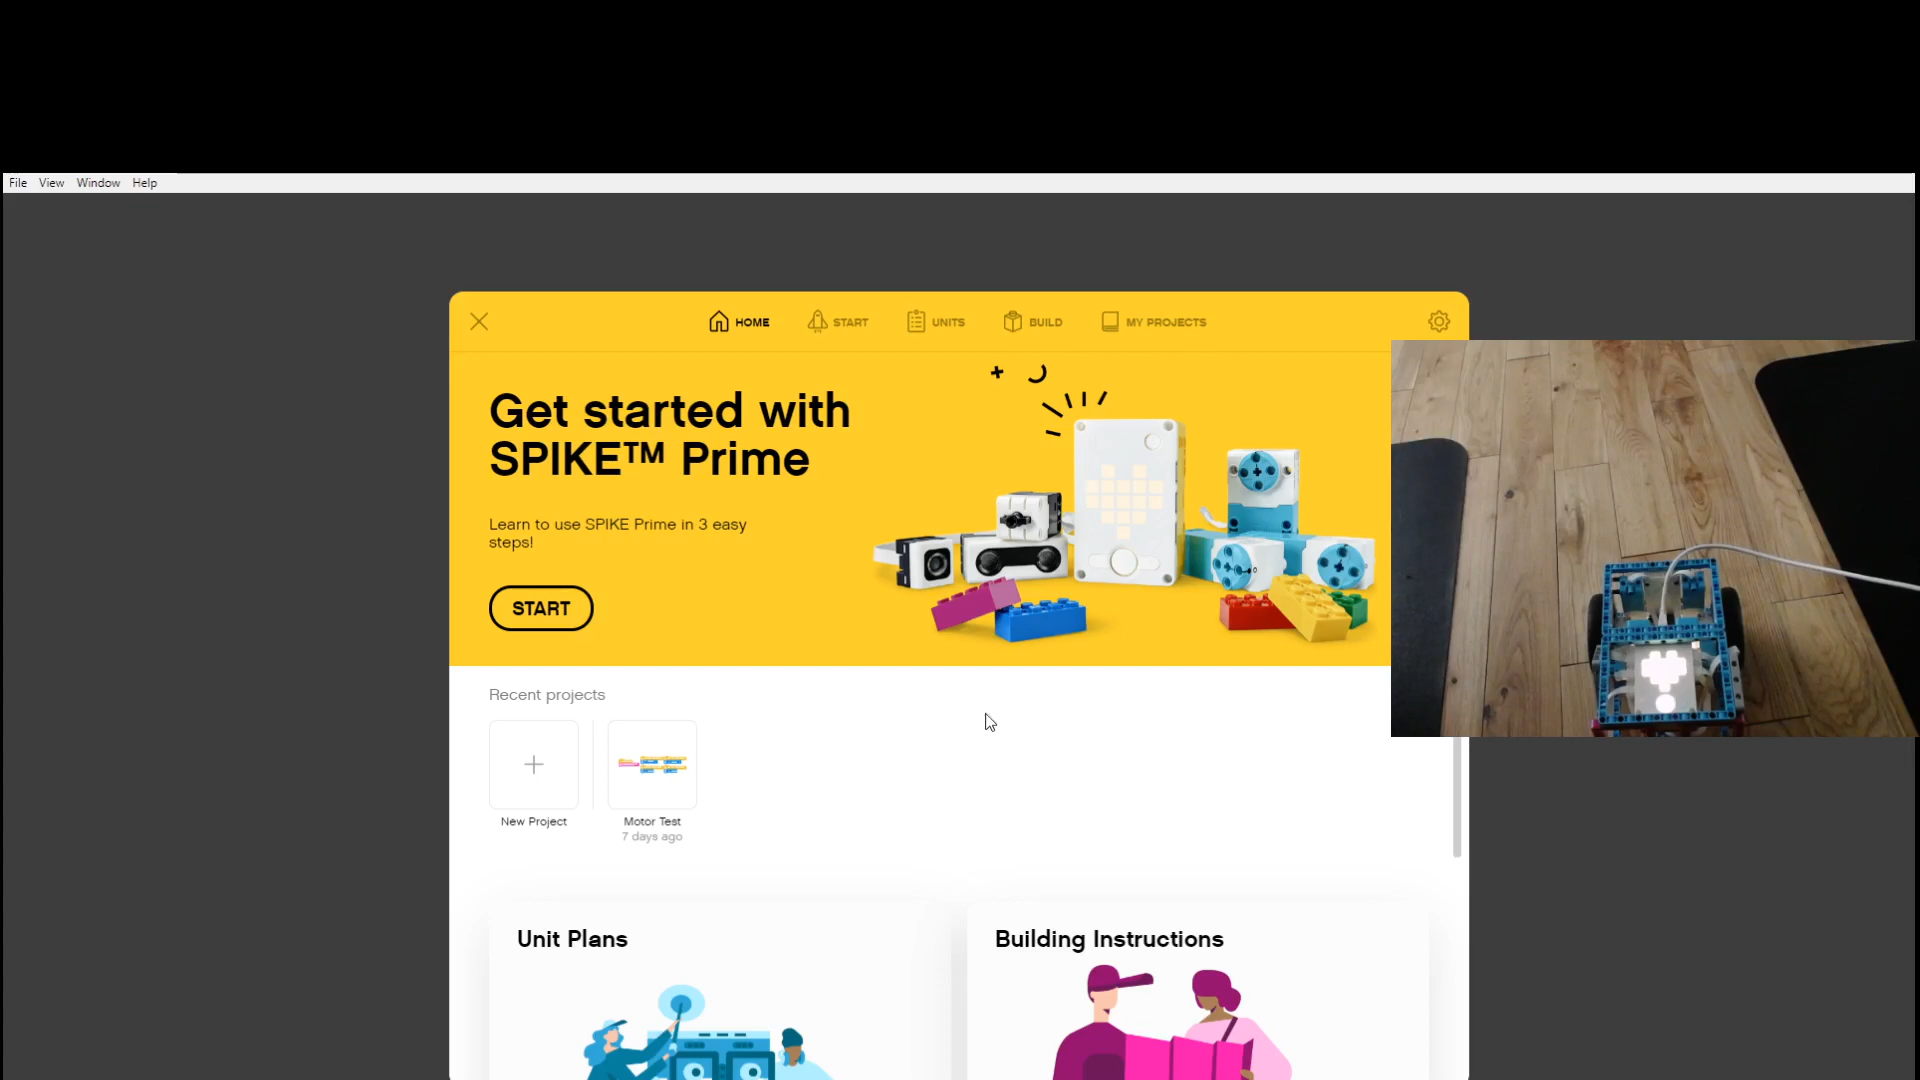 File View Window Help
HOME START UNITS BUILD MY PROJECTS
Get started with
SPIKE™ Prime
Learn to use SPIKE Prime in 3 easy
steps!
START
Recent projects
New Project
Motor Test
7 days ago
Unit Plans
Building Instructions